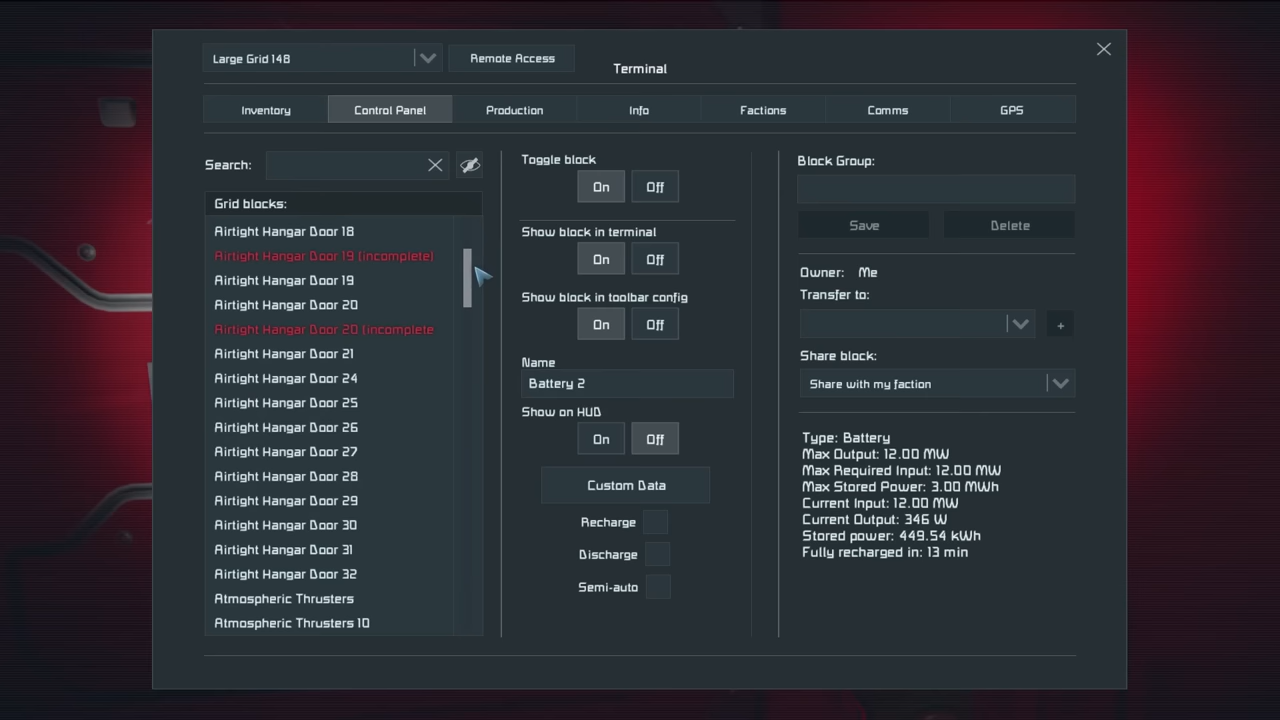 Large Grid 148
Remote Access
Terminal
Inventory
Control Panel
Production
Info
Factions
Comms
GPS
Search:
Grid blocks:
Airtight Hangar Door 18
Airtight Hangar Door 19 (incomplete)
Airtight Hangar Door 19
Airtight Hangar Door 20
Airtight Hangar Door 20 (incomplete
Airtight Hangar Door 21
Airtight Hangar Door 24
Airtight Hangar Door 25
Airtight Hangar Door 26
Airtight Hangar Door 27
Airtight Hangar Door 28
Airtight Hangar Door 29
Airtight Hangar Door 30
Airtight Hangar Door 31
Airtight Hangar Door 32
Atmospheric Thrusters
Atmospheric Thrusters 10
Toggle block
On
Off
Show block in terminal
On
Off
Show block in toolbar config
On
Off
Name
Battery 2
Show on HUD
On
Off
Custom Data
Recharge
Discharge
Semi-auto
Block Group:
Save
Delete
Owner: Me
Transfer to:
+
Share block:
Share with my faction
Type: Battery
Max Output: 12.00 MW
Max Required Input: 12.00 MW
Max Stored Power: 3.00 MWh
Current Input: 12.00 MW
Current Output: 346 W
Stored power: 449.54 kWh
Fully recharged in: 13 min